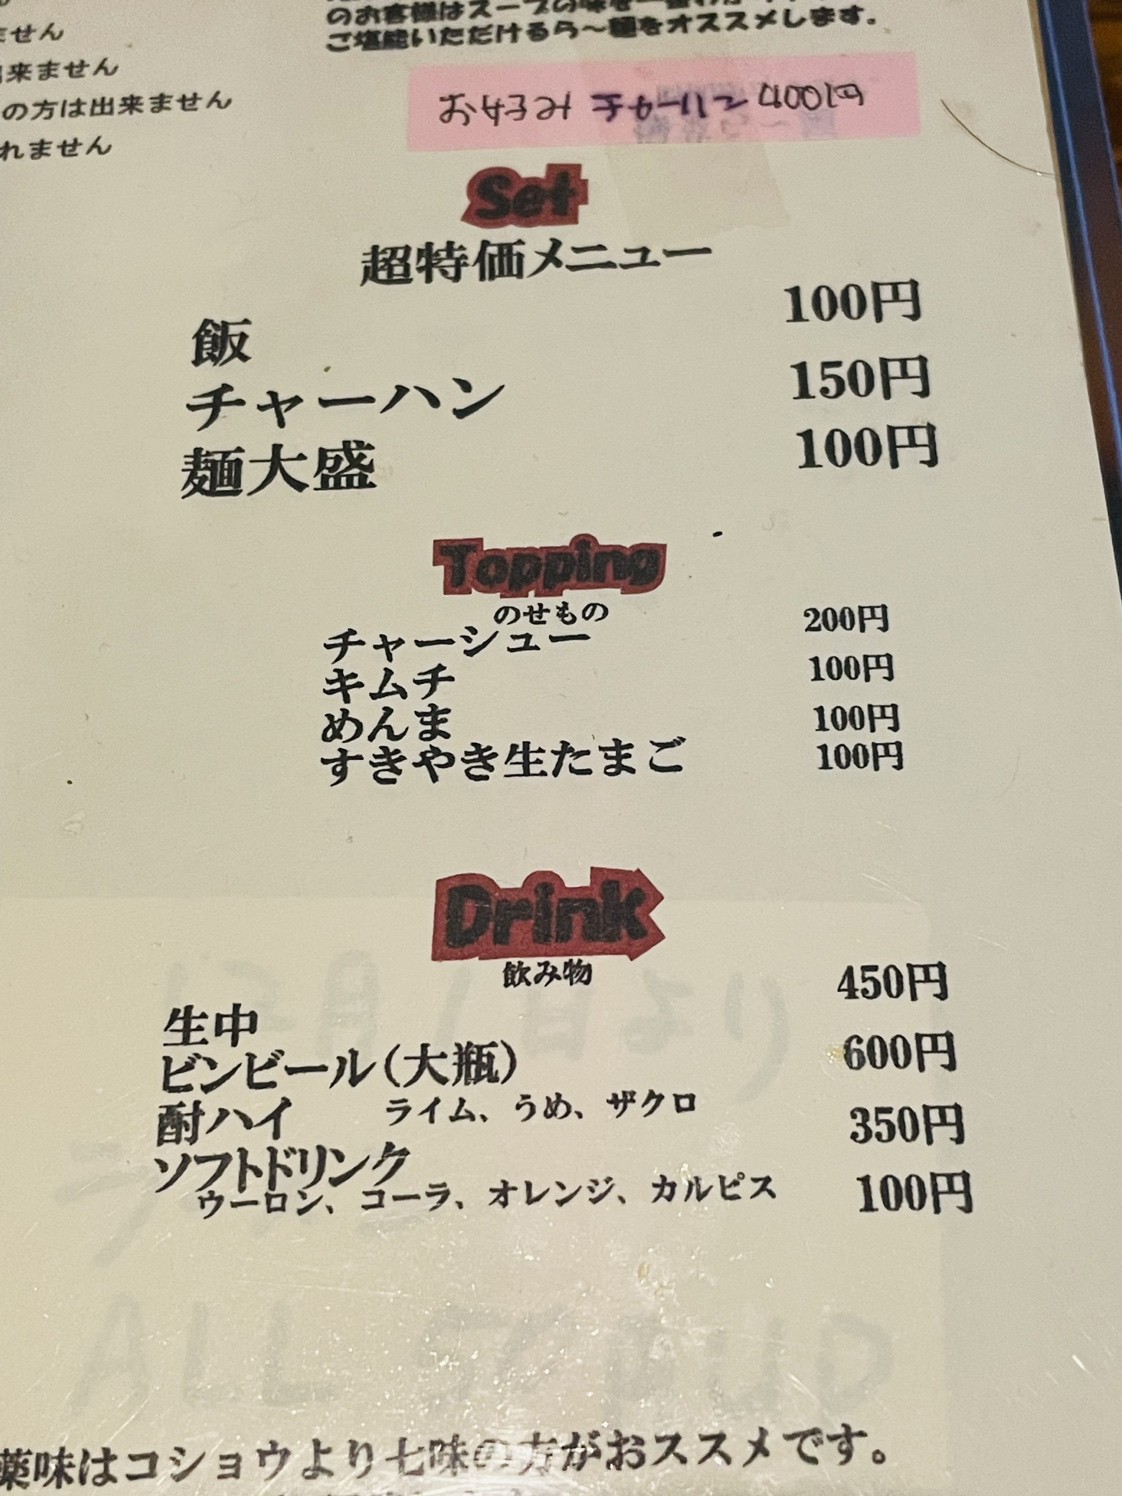 ません
来ません
の方は出来ません
れません
のお客様はスープの味を一番
ご堪能いただけるら～麺をオススメします。
お好み チャーハン 400円
Set
超特価メニュー
飯 100円
チャーハン 150円
麺大盛 100円
Topping
のせもの
チャーシュー 200円
キムチ 100円
めんま 100円
すきやき生たまご 100円
Drink
飲み物
生中 450円
ビンビール（大瓶） 600円
酎ハイ ライム、うめ、ザクロ 350円
ソフトドリンク
ウーロン、コーラ、オレンジ、カルピス 100円
薬味はコショウより七味の方がおススメです。